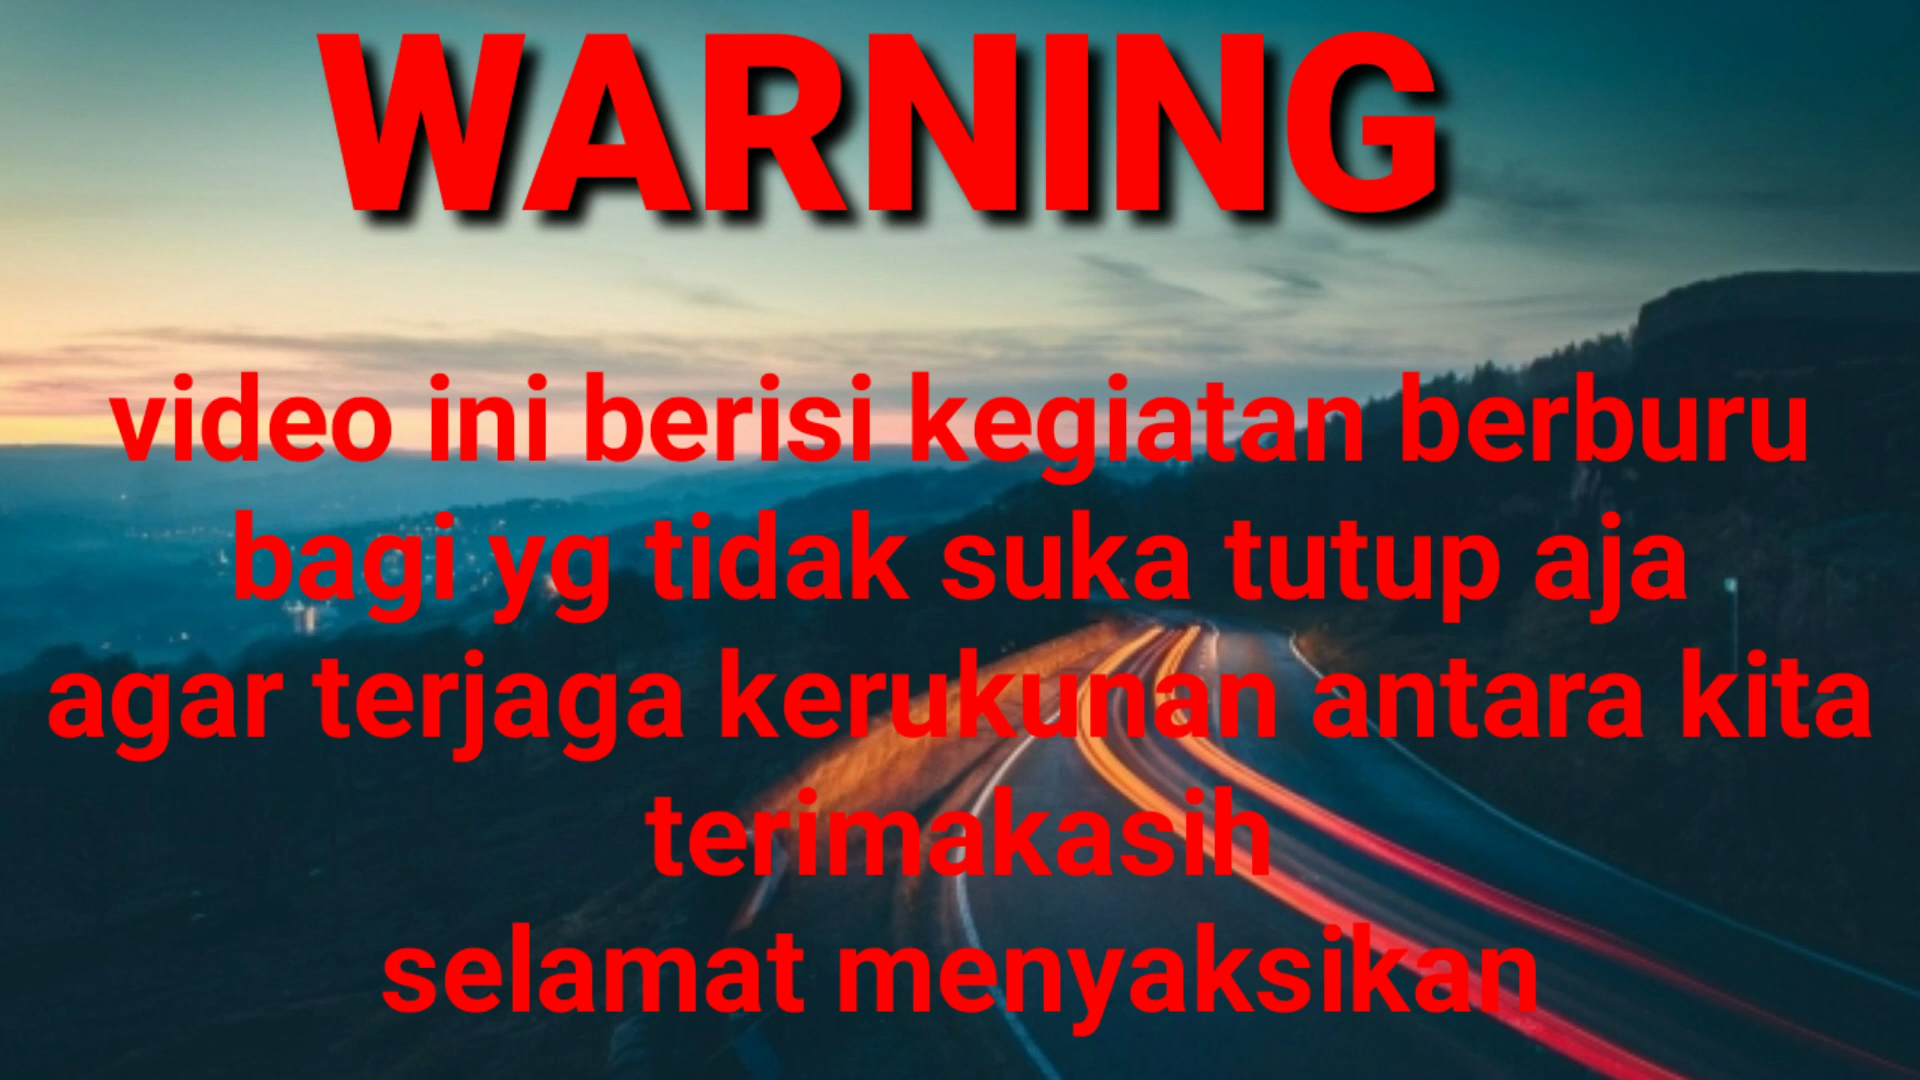 WARNING
video ini berisi kegiatan berburu
bagi yg tidak suka tutup aja
agar terjaga kerukunan antara kita
terimakasih
selamat menyaksikan